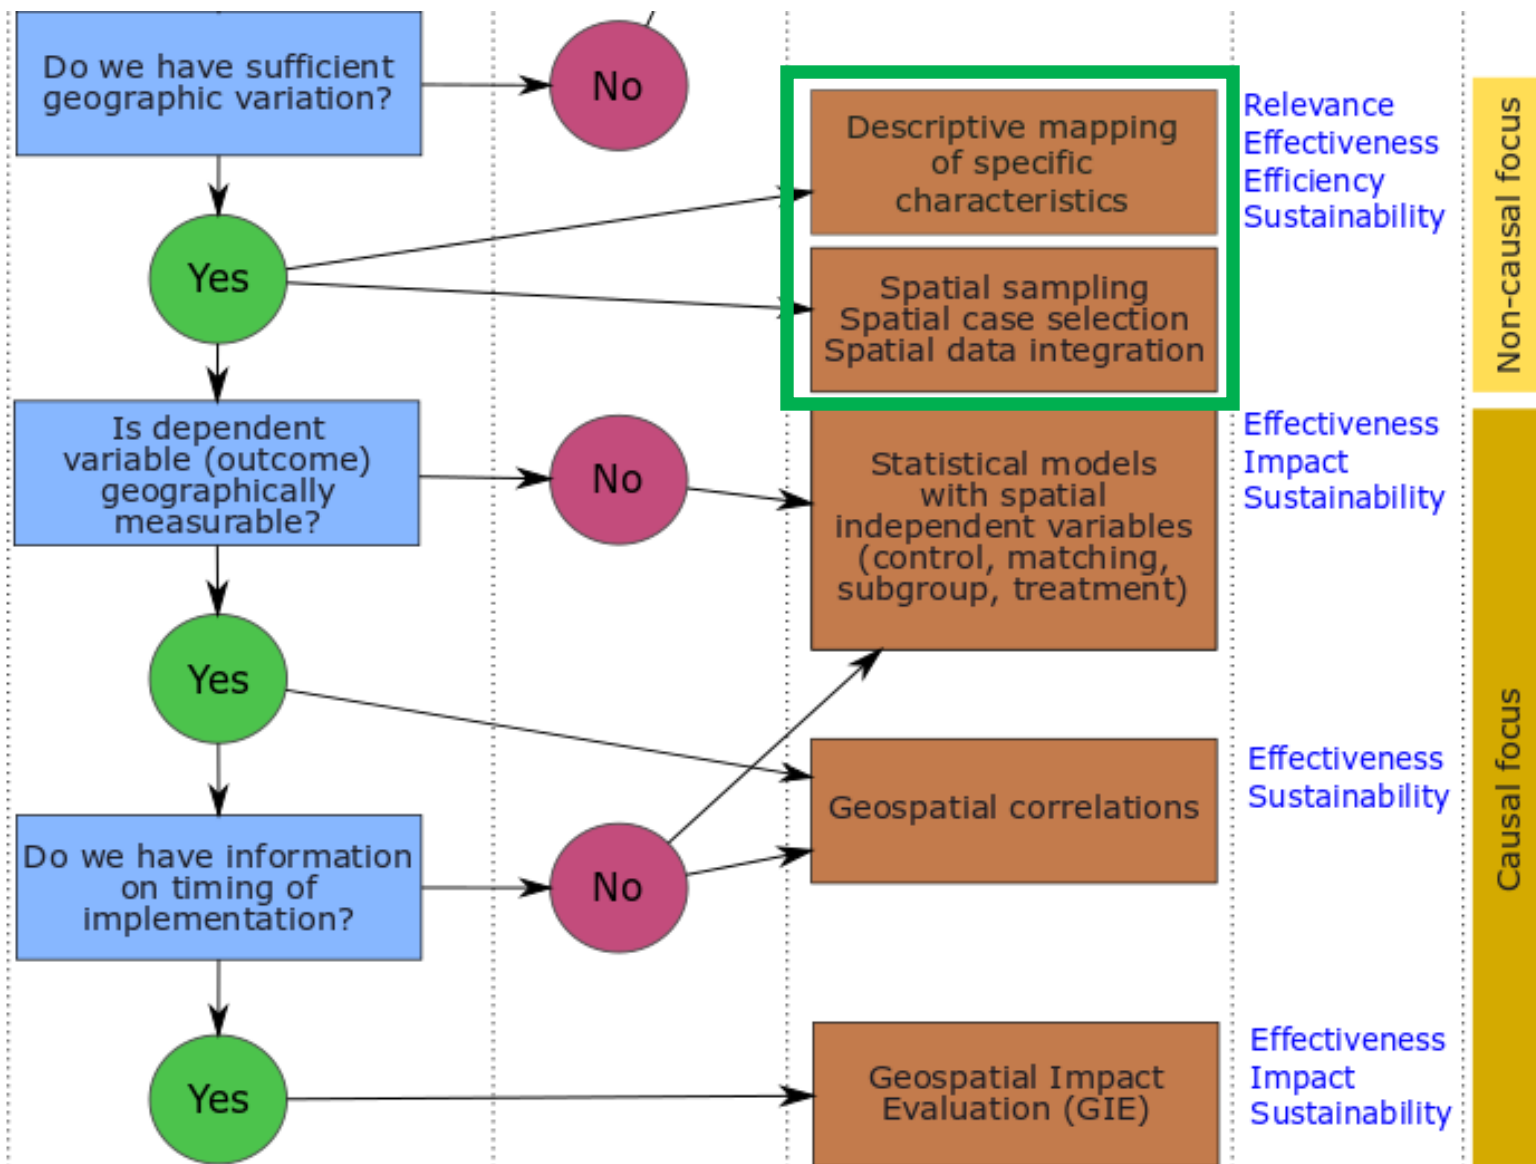 Do we have sufficient
geographic variation?
No
Descriptive mapping
of specific
characteristics
Relevance
Effectiveness
Efficiency
Sustainability
Non-causal focus
Yes
Spatial sampling
Spatial case selection
Spatial data integration
Is dependent
variable (outcome)
geographically
measurable?
No
Statistical models
with spatial
independent variables
(control, matching,
subgroup, treatment)
Effectiveness
Impact
Sustainability
Causal focus
Yes
Geospatial correlations
Effectiveness
Sustainability
Do we have information
on timing of
implementation?
No
Yes
Geospatial Impact
Evaluation (GIE)
Effectiveness
Impact
Sustainability